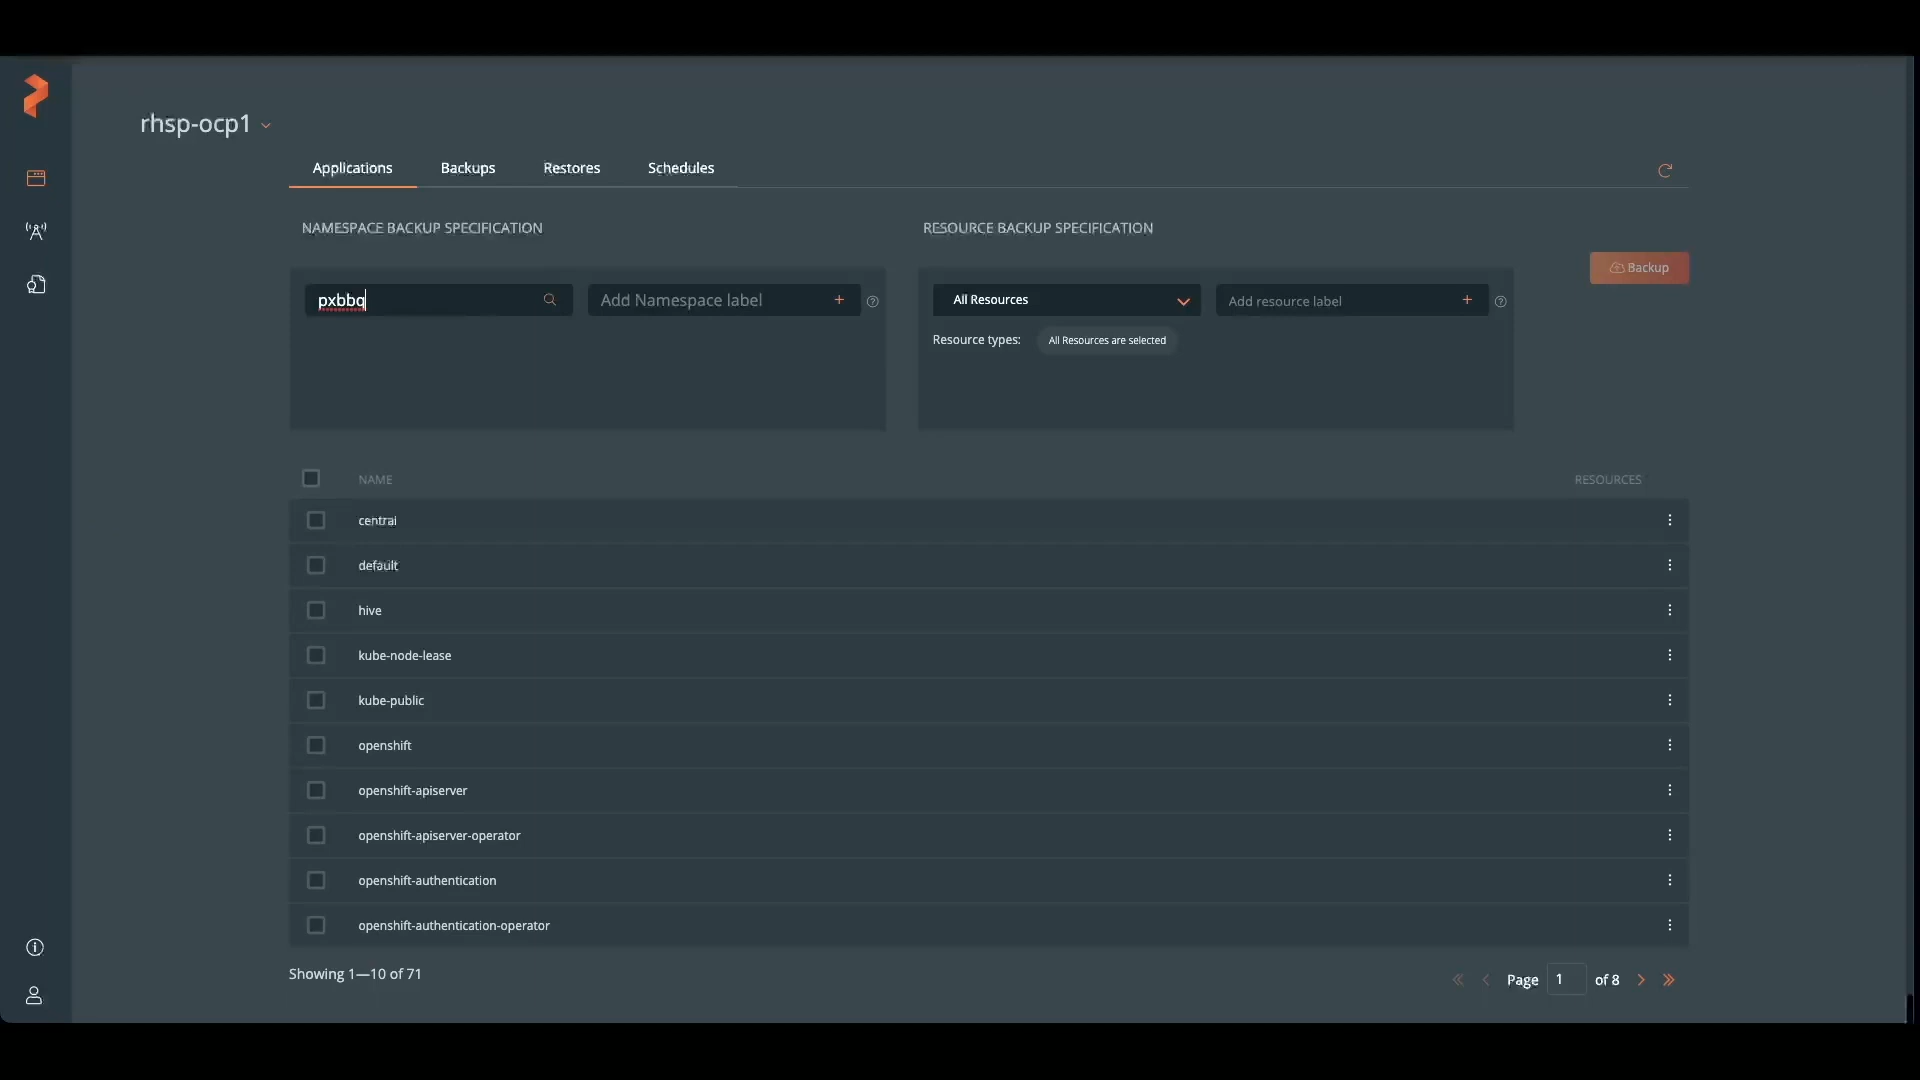 rhsp-ocp1
Applications Backups Restores Schedules
NAMESPACE BACKUP SPECIFICATION
RESOURCE BACKUP SPECIFICATION
Backup
pxbbq
Add Namespace label +
All Resources
Add resource label +
Resource types: All Resources are selected
NAME RESOURCES
central
default
hive
kube-node-lease
kube-public
openshift
openshift-apiserver
openshift-apiserver-operator
openshift-authentication
openshift-authentication-operator
Showing 1—10 of 71
Page 1 of 8